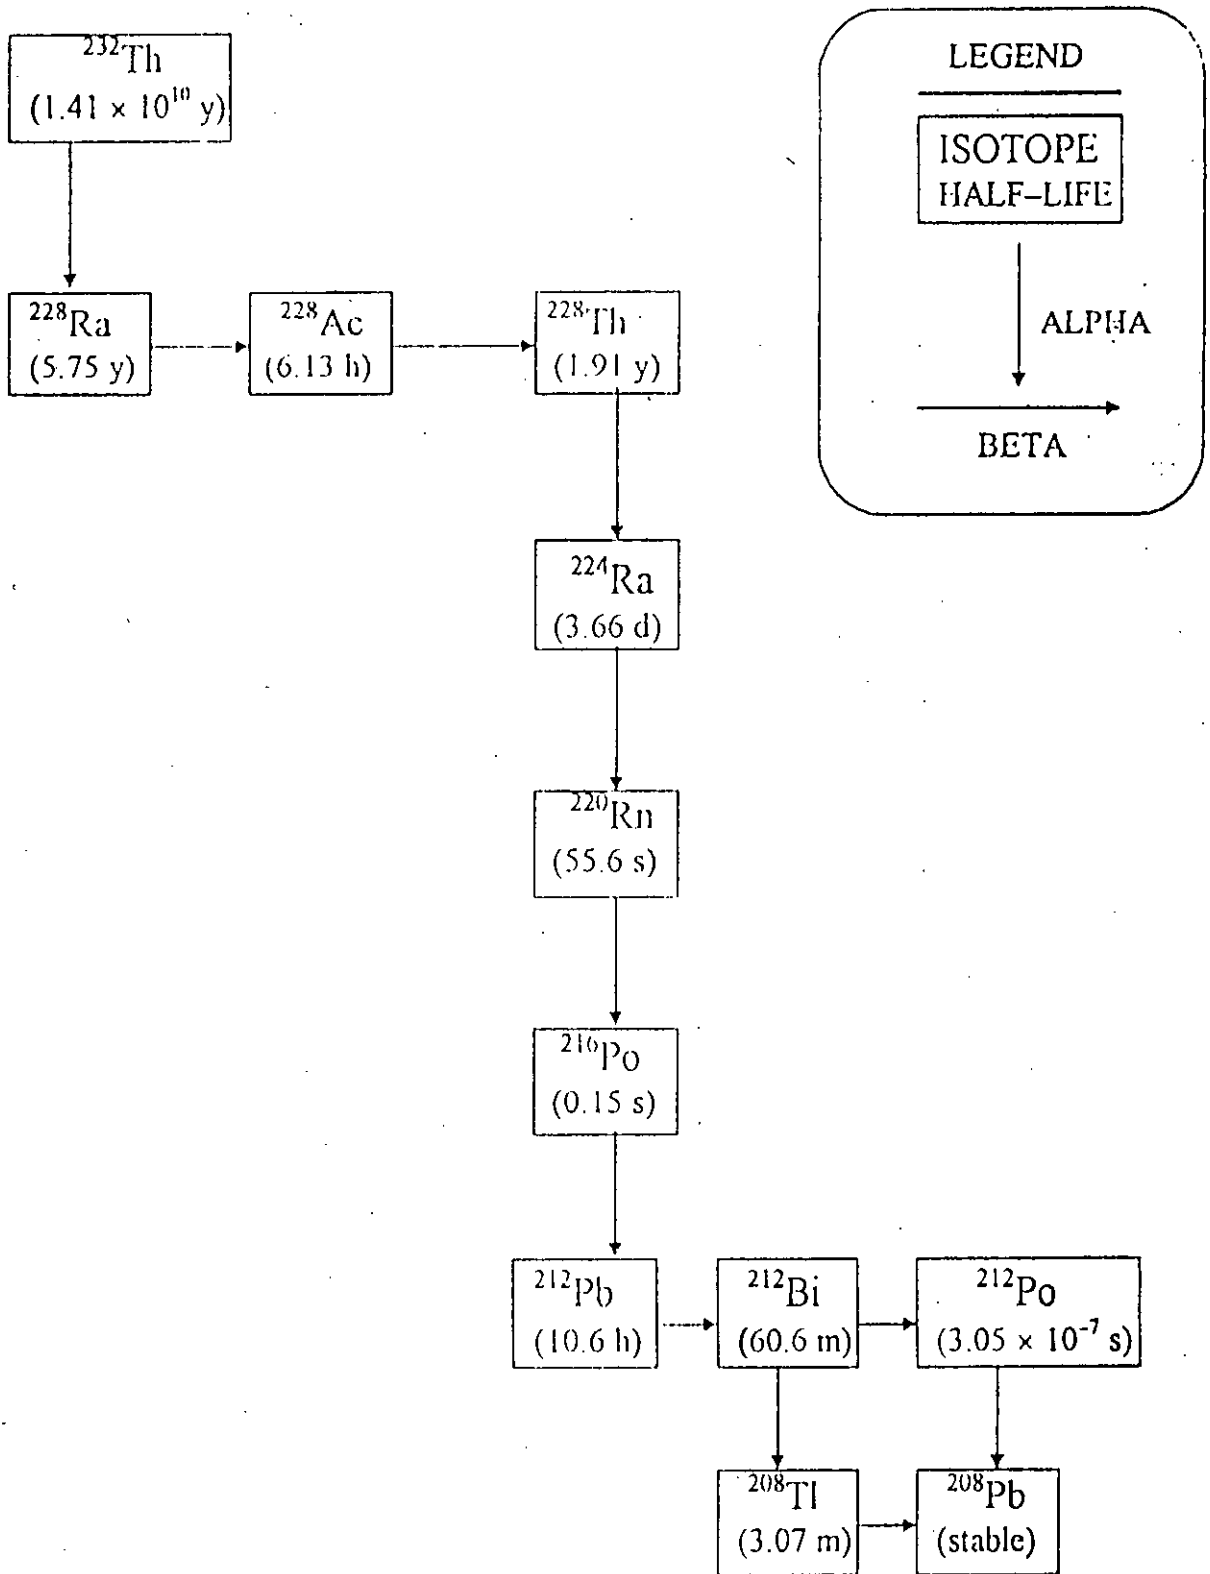 ²³²Th
(1.41 × 10¹⁰ y)
LEGEND
ISOTOPE
HALF–LIFE
ALPHA
BETA
²²⁸Ra
(5.75 y)
²²⁸Ac
(6.13 h)
²²⁸Th
(1.91 y)
²²⁴Ra
(3.66 d)
²²⁰Rn
(55.6 s)
²¹⁶Po
(0.15 s)
²¹²Pb
(10.6 h)
²¹²Bi
(60.6 m)
²¹²Po
(3.05 × 10⁻⁷ s)
²⁰⁸Tl
(3.07 m)
²⁰⁸Pb
(stable)